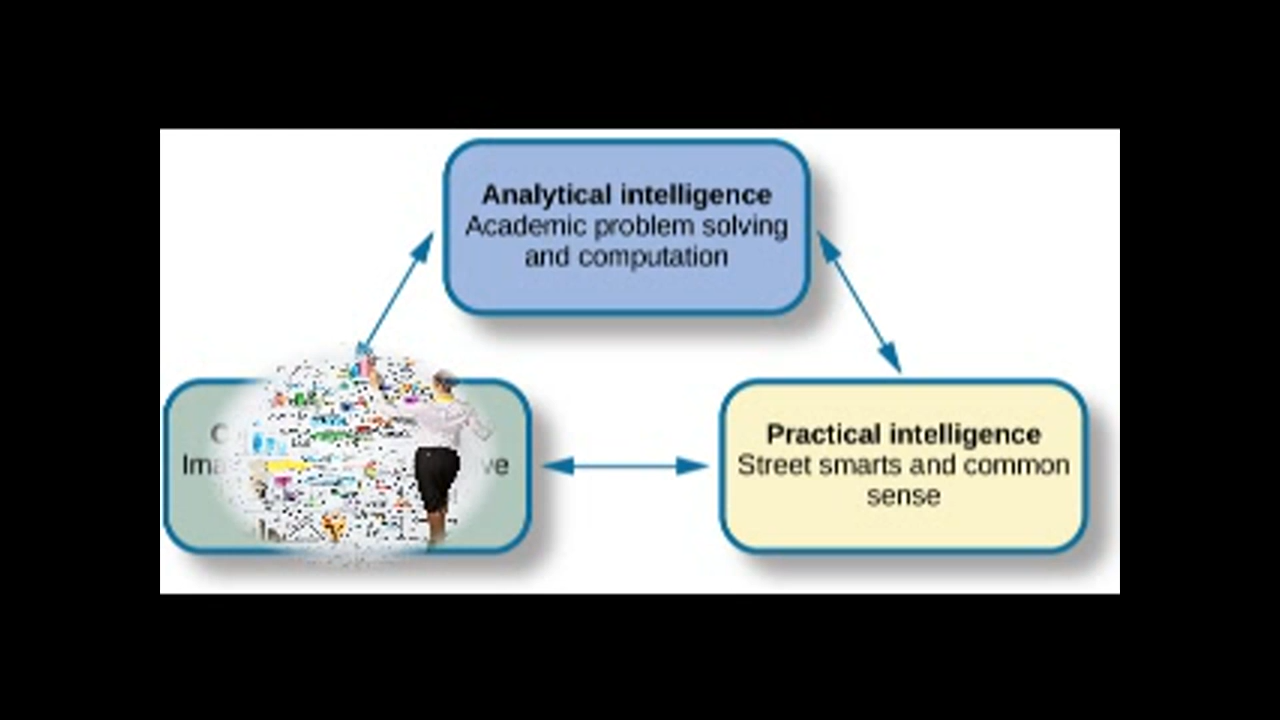 Analytical intelligence
Academic problem solving
and computation
Practical intelligence
Street smarts and common
sense